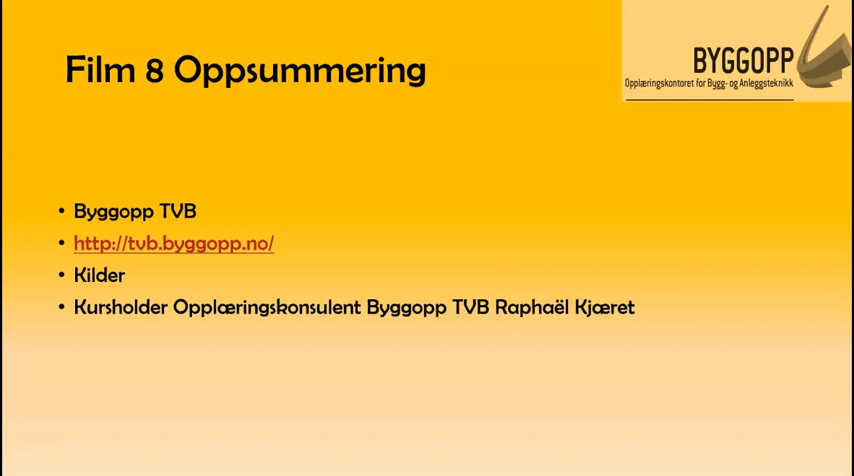 Film 8 Oppsummering
BYGGOPP
Opplæringskontoret for Bygg- og Anleggsteknikk
• Byggopp TVB
• http://tvb.byggopp.no/
• Kilder
• Kursholder Opplæringskonsulent Byggopp TVB Raphaël Kjæret